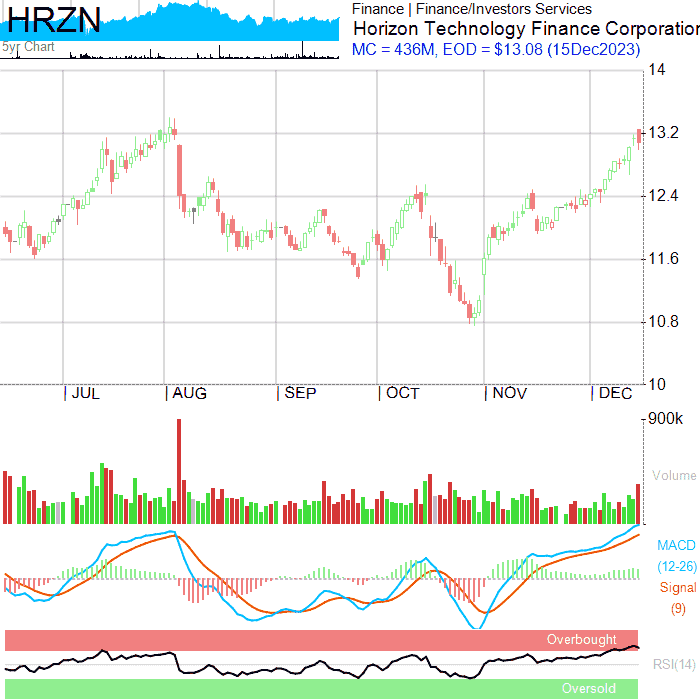 HRZN
5yr Chart
Finance | Finance/Investors Services
Horizon Technology Finance Corporation
MC = 436M, EOD = $13.08 (15Dec2023)
14
13.2
12.4
11.6
10.8
10
JUL AUG SEP OCT NOV DEC
900k
Volume
MACD
(12-26)
Signal
(9)
Overbought
RSI(14)
Oversold